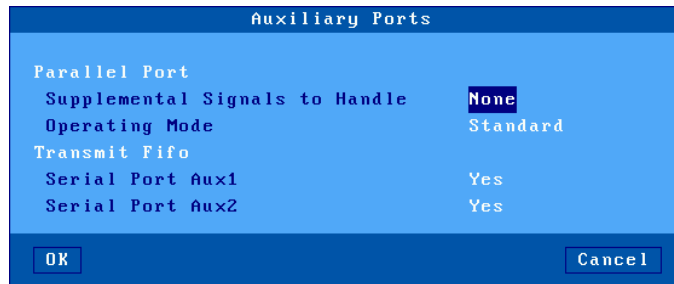 Auxiliary Ports
Parallel Port
Supplemental Signals to Handle None
Operating Mode Standard
Transmit Fifo
Serial Port Aux1 Yes
Serial Port Aux2 Yes
OK Cancel